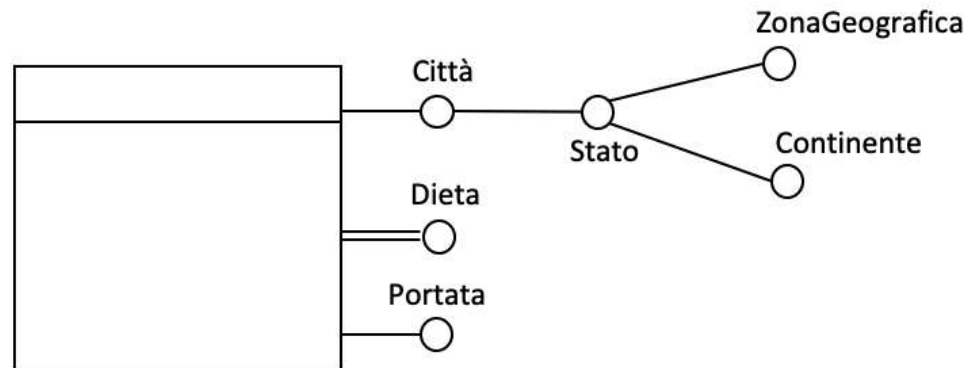 ZonaGeografica
Città
Stato
Continente
Dieta
Portata